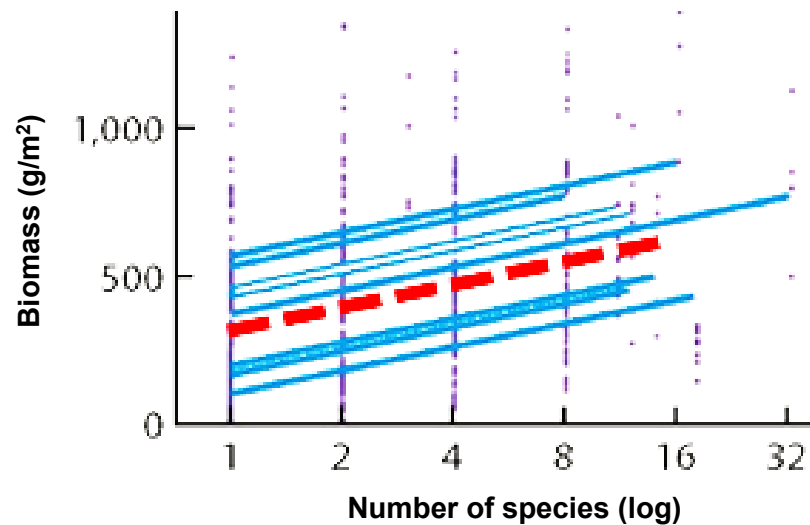 Biomass (g/m²)
1,000
500
0
1 2 4 8 16 32
Number of species (log)